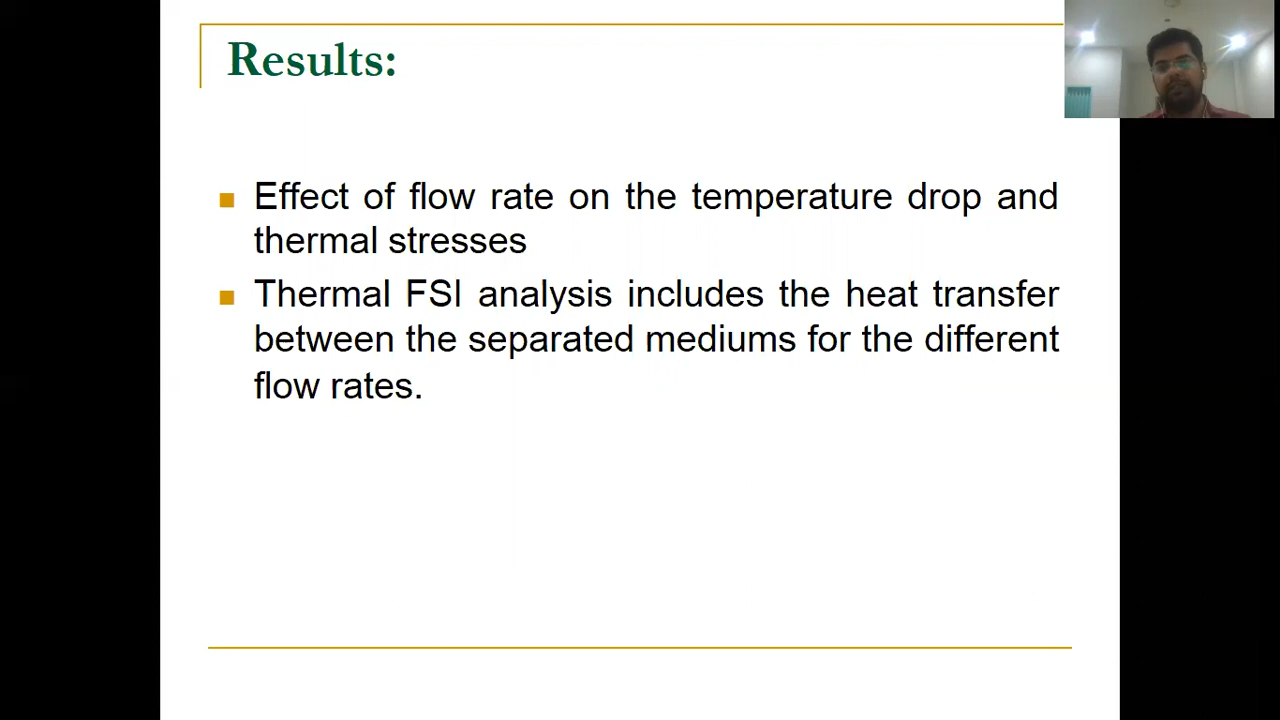 Results:
Effect of flow rate on the temperature drop and
thermal stresses
Thermal FSI analysis includes the heat transfer
between the separated mediums for the different
flow rates.